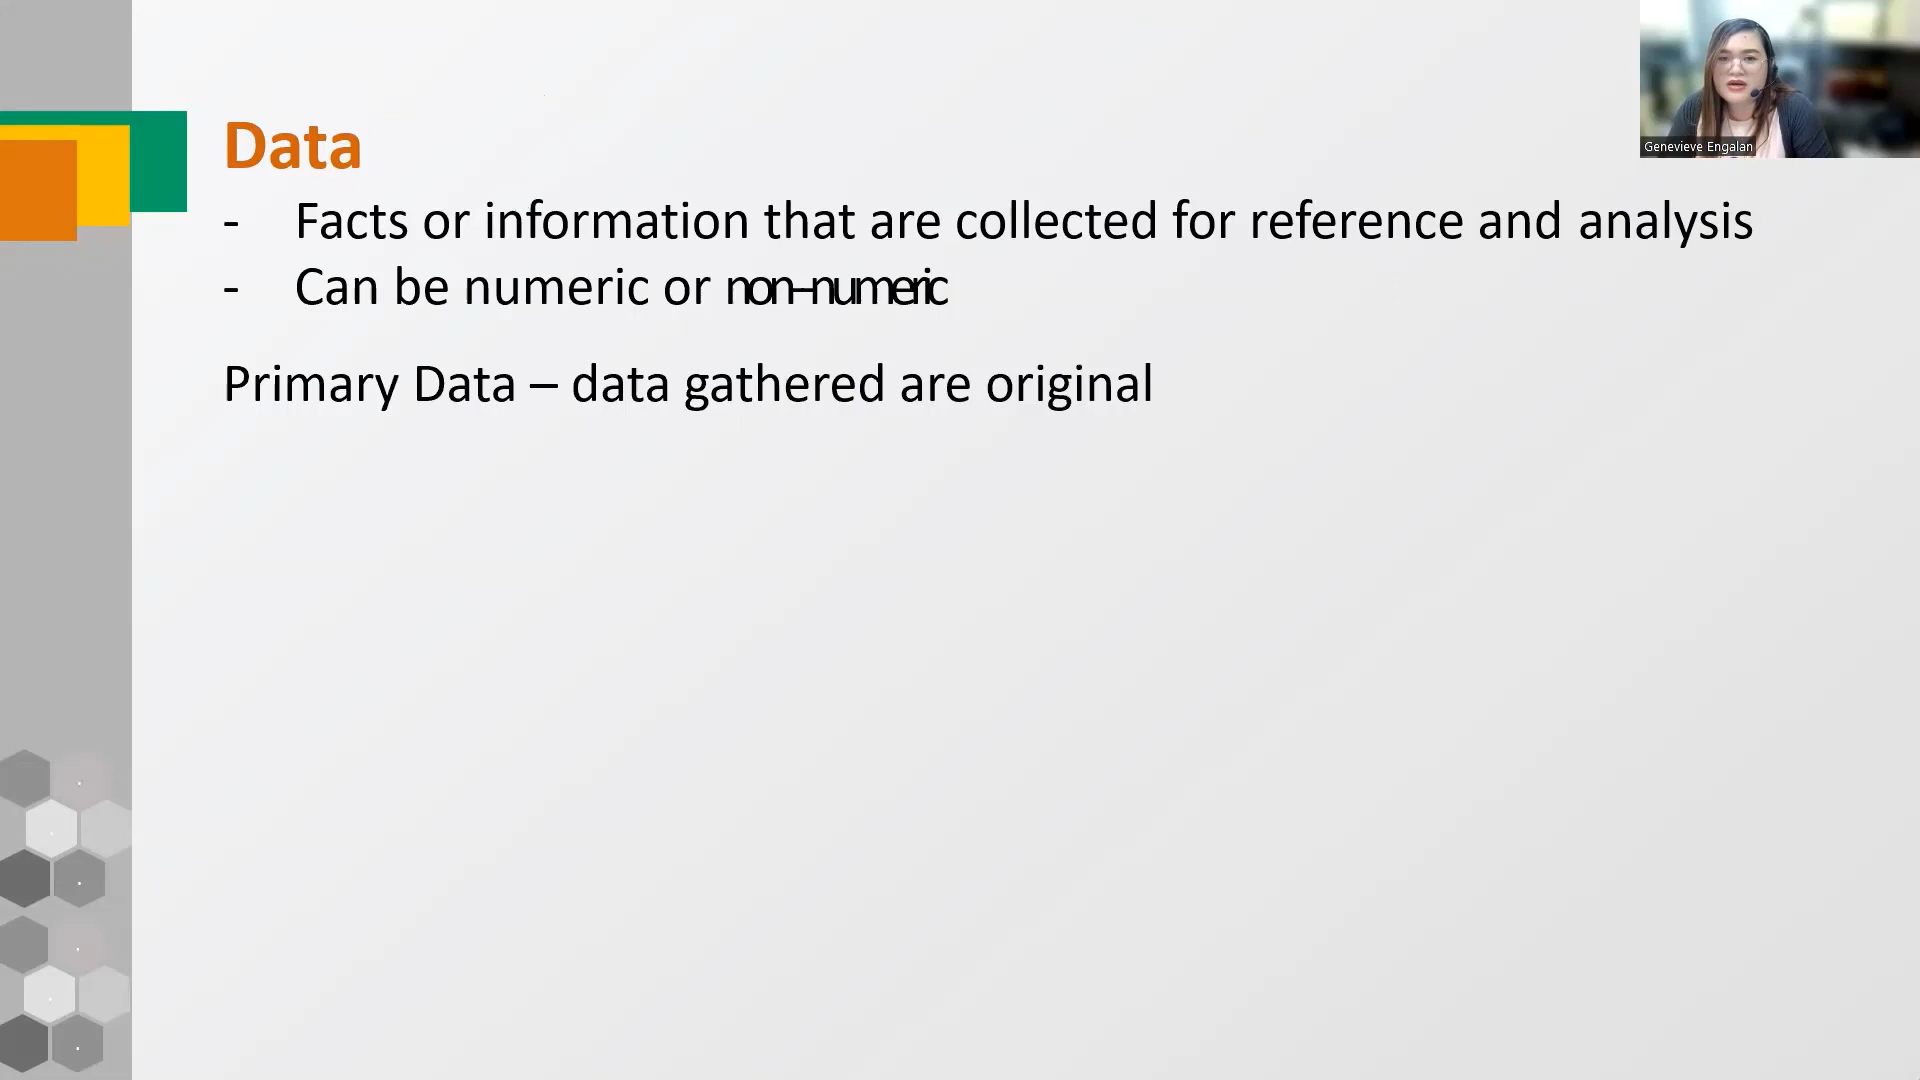 Data
- Facts or information that are collected for reference and analysis
- Can be numeric or non–numeric
Primary Data – data gathered are original
Genevieve Engalan